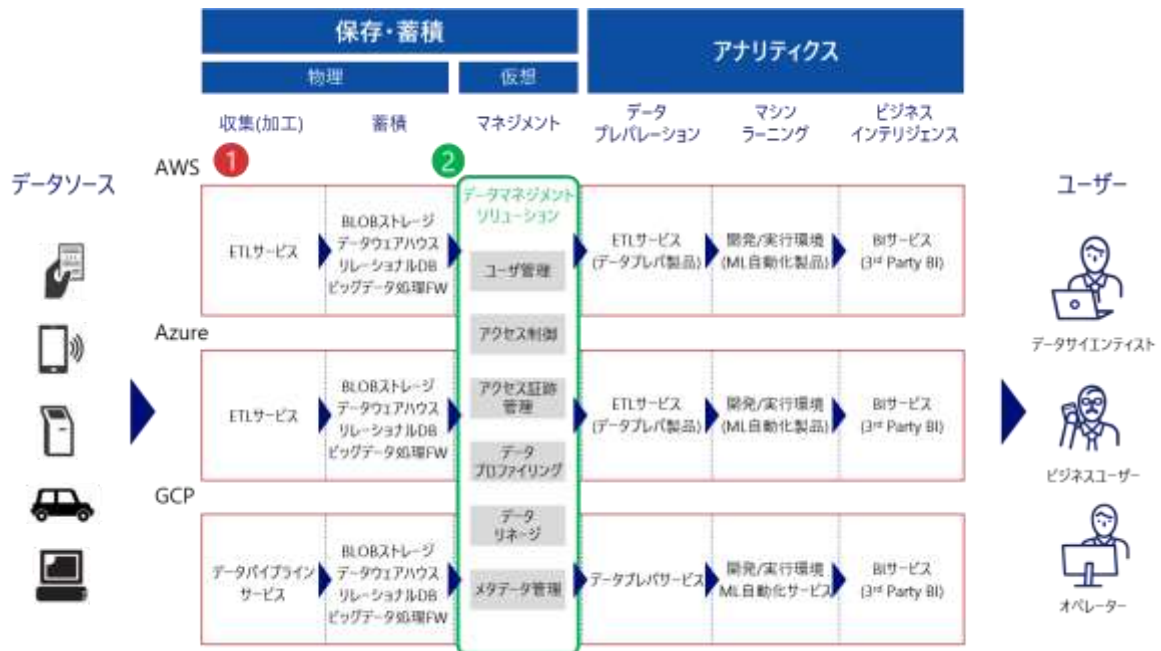 保存・蓄積
アナリティクス
物理
仮想
収集(加工)
蓄積
マネジメント
データ
プレパレーション
マシン
ラーニング
ビジネス
インテリジェンス
データソース
ユーザー
1
2
AWS
ETLサービス
BLOBストレージ
データウェアハウス
リレーショナルDB
ビッグデータ処理FW
データマネジメント
ソリューション
ユーザ管理
アクセス制御
アクセス証跡
管理
データ
プロファイリング
データ
リネージ
メタデータ管理
ETLサービス
(データプレパ製品)
開発/実行環境
(ML自動化製品)
BIサービス
(3rd Party BI)
Azure
ETLサービス
BLOBストレージ
データウェアハウス
リレーショナルDB
ビッグデータ処理FW
ETLサービス
(データプレパ製品)
開発/実行環境
(ML自動化製品)
BIサービス
(3rd Party BI)
GCP
データパイプライン
サービス
BLOBストレージ
データウェアハウス
リレーショナルDB
ビッグデータ処理FW
データプレパサービス
開発/実行環境
ML自動化サービス
BIサービス
(3rd Party BI)
データサイエンティスト
ビジネスユーザー
オペレーター